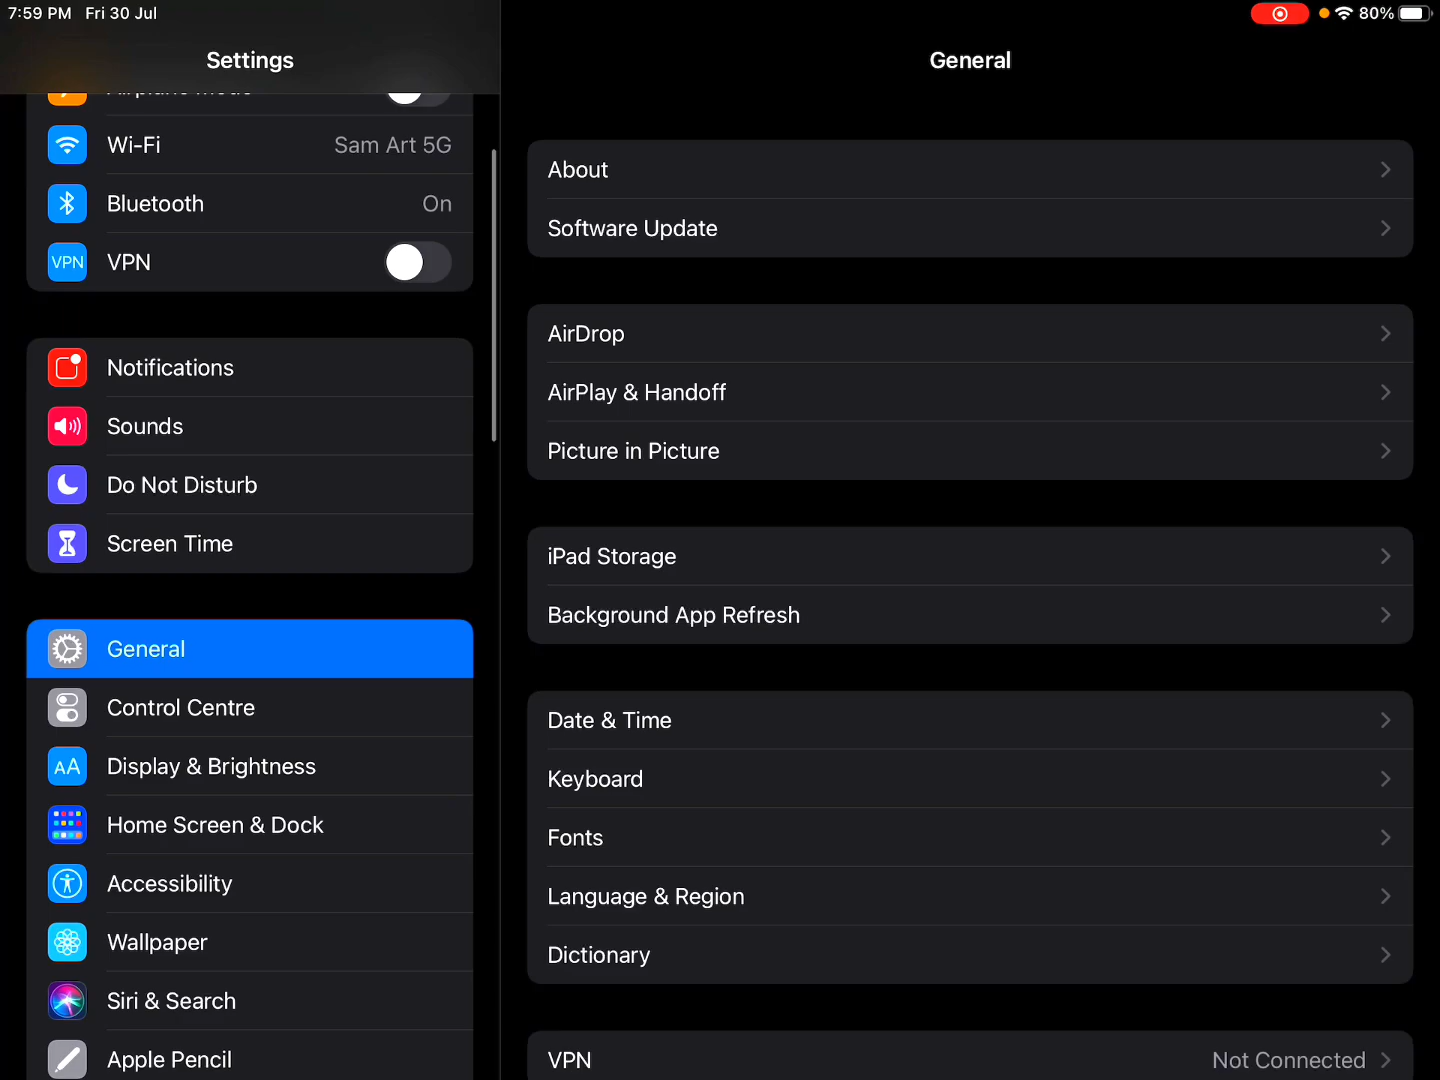 7:59 PM Fri 30 Jul
80%
Settings
General
Airplane Mode
Wi-Fi Sam Art 5G
Bluetooth On
VPN VPN
Notifications
Sounds
Do Not Disturb
Screen Time
General
Control Centre
AA Display & Brightness
Home Screen & Dock
Accessibility
Wallpaper
Siri & Search
Apple Pencil
About
Software Update
AirDrop
AirPlay & Handoff
Picture in Picture
iPad Storage
Background App Refresh
Date & Time
Keyboard
Fonts
Language & Region
Dictionary
VPN Not Connected